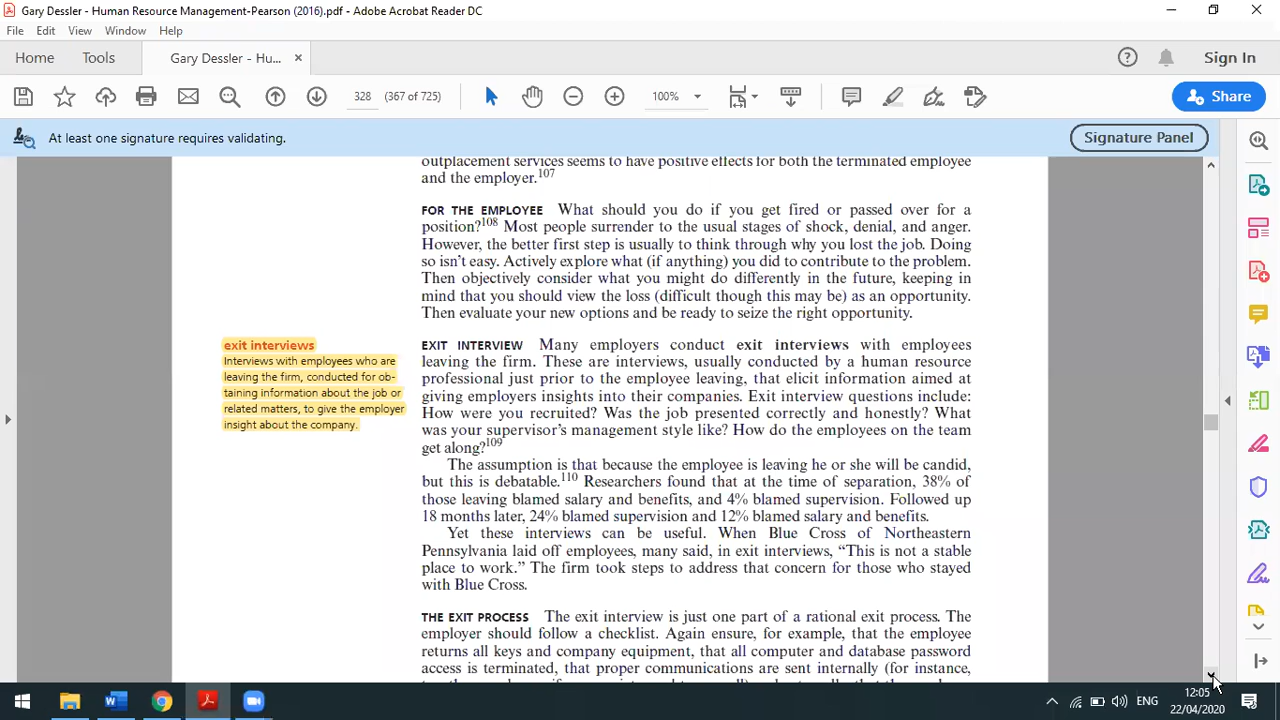 Gary Dessler - Human Resource Management-Pearson (2016).pdf - Adobe Acrobat Reader DC
File Edit View Window Help
Home Tools Gary Dessler - Hu... × Sign In
328 (367 of 725) 100% Share
At least one signature requires validating. Signature Panel
outplacement services seems to have positive effects for both the terminated employee
and the employer.107
FOR THE EMPLOYEE What should you do if you get fired or passed over for a
position?108 Most people surrender to the usual stages of shock, denial, and anger.
However, the better first step is usually to think through why you lost the job. Doing
so isn't easy. Actively explore what (if anything) you did to contribute to the problem.
Then objectively consider what you might do differently in the future, keeping in
mind that you should view the loss (difficult though this may be) as an opportunity.
Then evaluate your new options and be ready to seize the right opportunity.
exit interviews
Interviews with employees who are
leaving the firm, conducted for ob-
taining information about the job or
related matters, to give the employer
insight about the company.
EXIT INTERVIEW Many employers conduct exit interviews with employees
leaving the firm. These are interviews, usually conducted by a human resource
professional just prior to the employee leaving, that elicit information aimed at
giving employers insights into their companies. Exit interview questions include:
How were you recruited? Was the job presented correctly and honestly? What
was your supervisor's management style like? How do the employees on the team
get along?109
The assumption is that because the employee is leaving he or she will be candid,
but this is debatable.110 Researchers found that at the time of separation, 38% of
those leaving blamed salary and benefits, and 4% blamed supervision. Followed up
18 months later, 24% blamed supervision and 12% blamed salary and benefits.
Yet these interviews can be useful. When Blue Cross of Northeastern
Pennsylvania laid off employees, many said, in exit interviews, "This is not a stable
place to work." The firm took steps to address that concern for those who stayed
with Blue Cross.
THE EXIT PROCESS The exit interview is just one part of a rational exit process. The
employer should follow a checklist. Again ensure, for example, that the employee
returns all keys and company equipment, that all computer and database password
access is terminated, that proper communications are sent internally (for instance,
ENG
12:05
22/04/2020